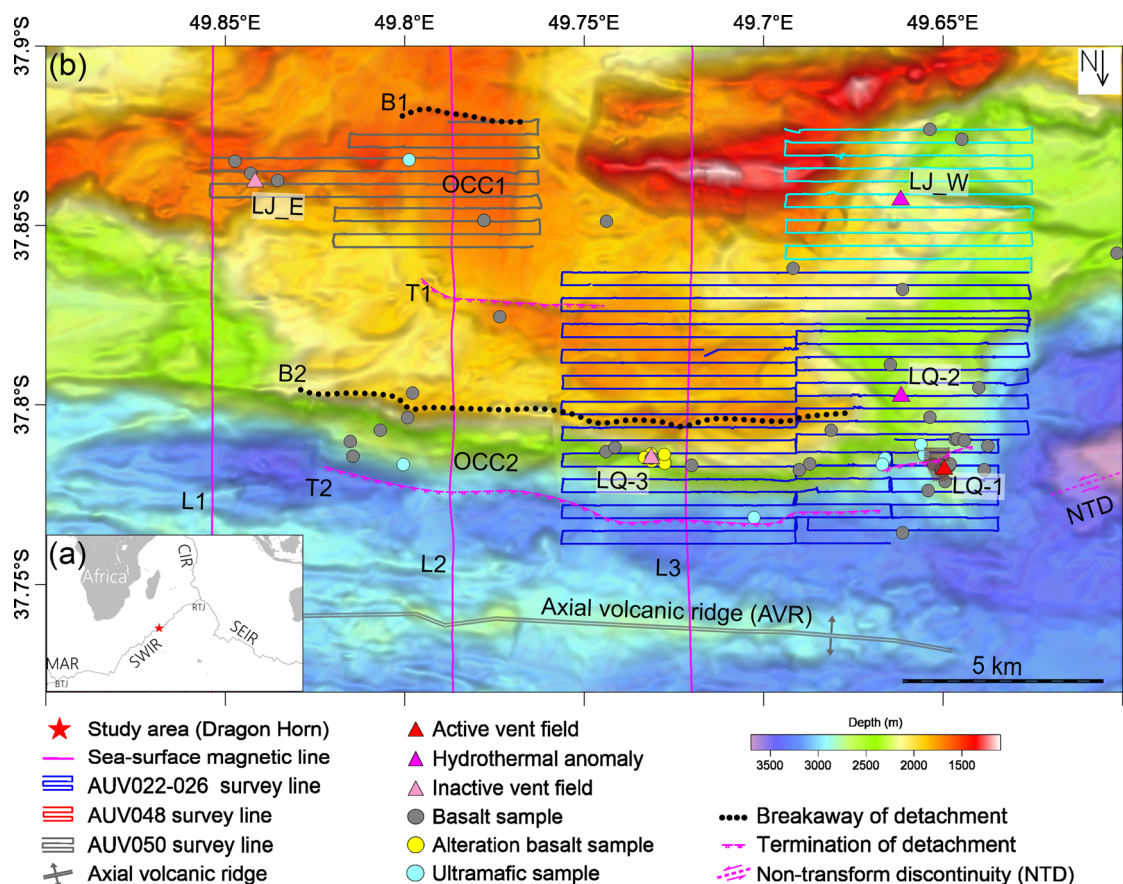 49.85°E 49.8° 49.75°E 49.7° 49.65°E
37.9°S
37.85°S
37.8°S
37.75°S
(b)
N
B1
OCC1
LJ_E
LJ_W
T1
B2
LQ-2
OCC2
LQ-3
LQ-1
T2
L1
L2
L3
NTD
Axial volcanic ridge (AVR)
5 km
(a)
Africa
CIR
RTJ
SWIR
SEIR
MAR
BTJ
Study area (Dragon Horn)
Sea-surface magnetic line
AUV022-026 survey line
AUV048 survey line
AUV050 survey line
Axial volcanic ridge
Active vent field
Hydrothermal anomaly
Inactive vent field
Basalt sample
Alteration basalt sample
Ultramafic sample
Depth (m)
3500 3000 2500 2000 1500
Breakaway of detachment
Termination of detachment
Non-transform discontinuity (NTD)